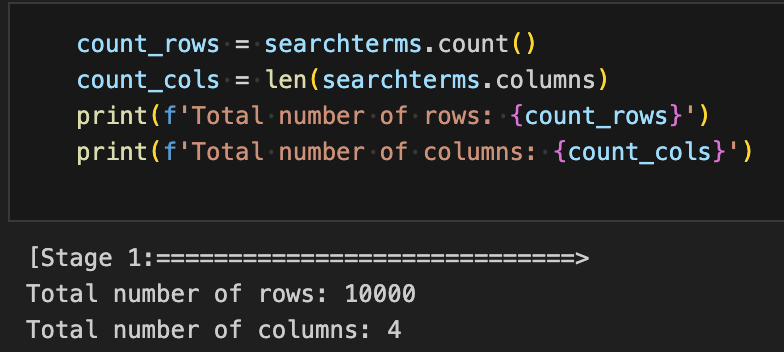 count_rows = searchterms.count()
count_cols = len(searchterms.columns)
print(f'Total number of rows: {count_rows}')
print(f'Total number of columns: {count_cols}')
[Stage 1:=============================>
Total number of rows: 10000
Total number of columns: 4